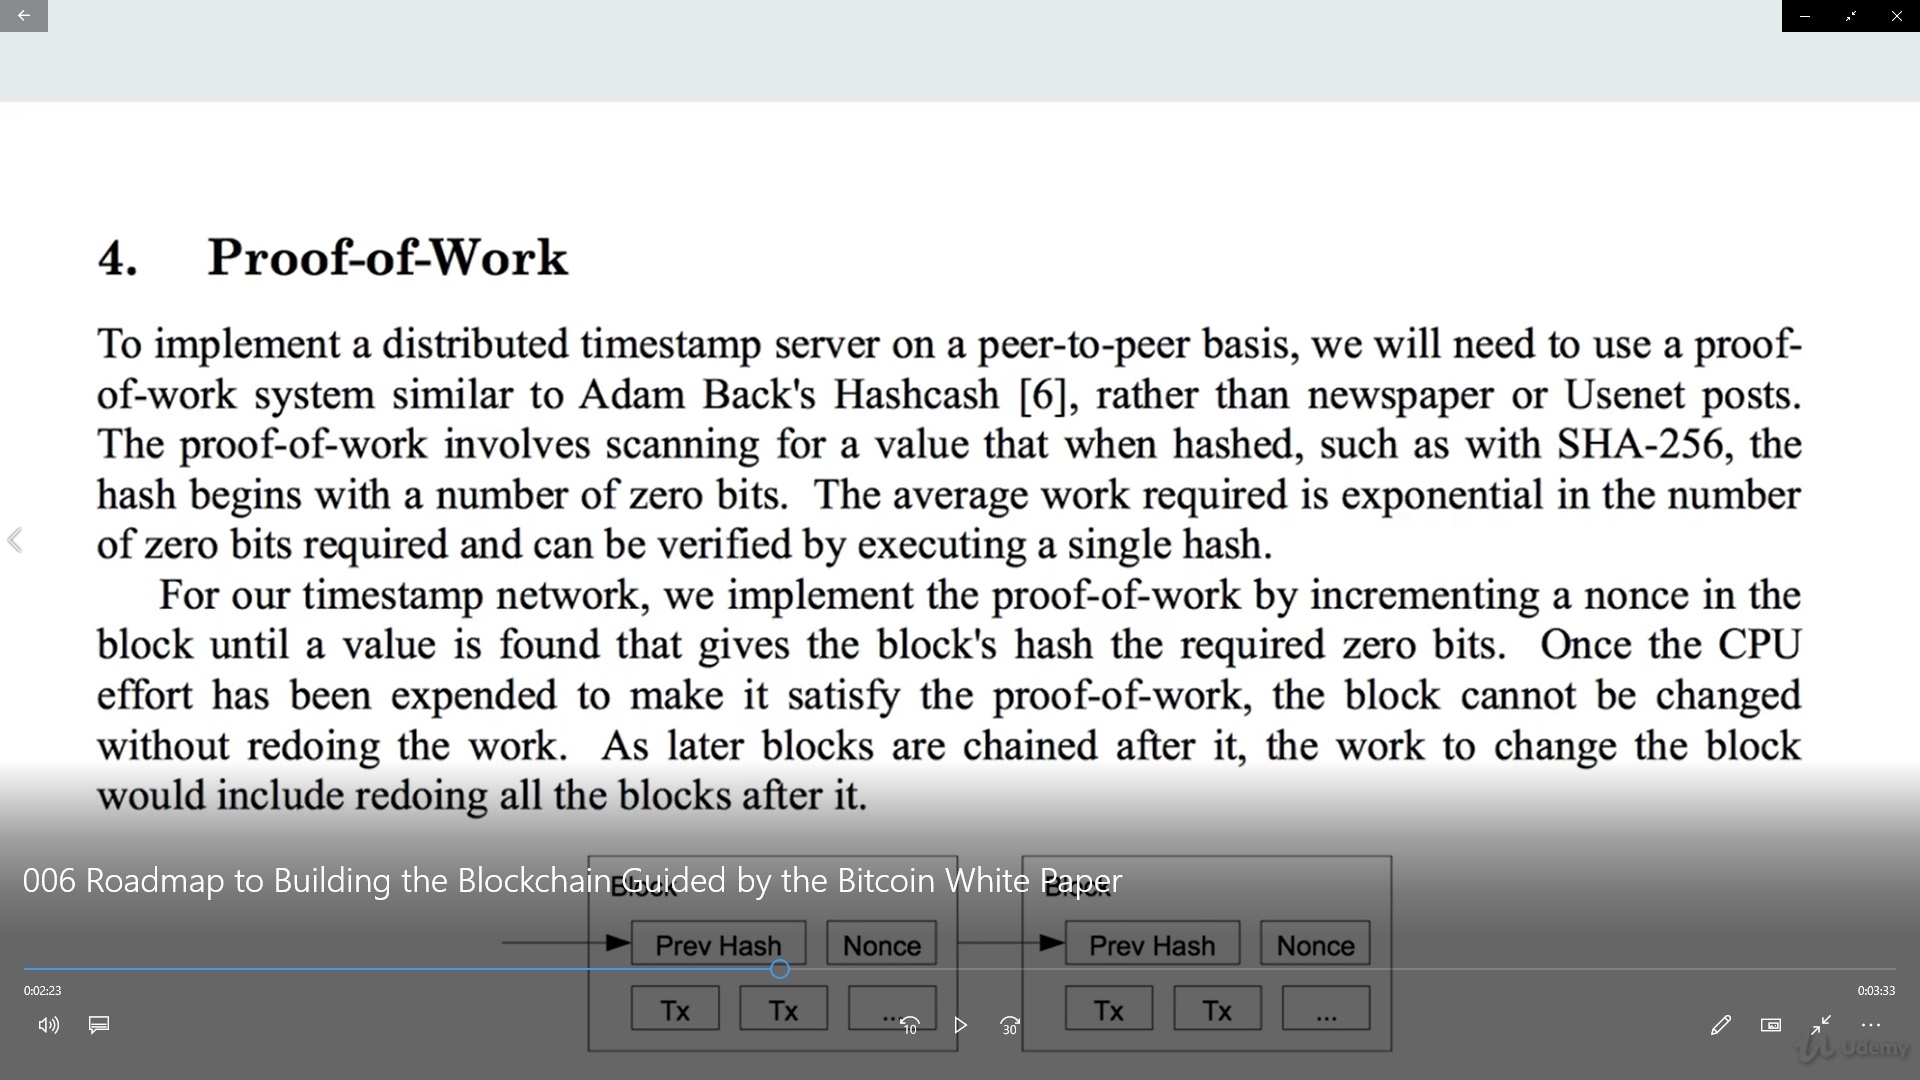 4. Proof-of-Work
To implement a distributed timestamp server on a peer-to-peer basis, we will need to use a proof-
of-work system similar to Adam Back's Hashcash [6], rather than newspaper or Usenet posts.
The proof-of-work involves scanning for a value that when hashed, such as with SHA-256, the
hash begins with a number of zero bits. The average work required is exponential in the number
of zero bits required and can be verified by executing a single hash.
For our timestamp network, we implement the proof-of-work by incrementing a nonce in the
block until a value is found that gives the block's hash the required zero bits. Once the CPU
effort has been expended to make it satisfy the proof-of-work, the block cannot be changed
without redoing the work. As later blocks are chained after it, the work to change the block
would include redoing all the blocks after it.
006 Roadmap to Building the Blockchain Guided by the Bitcoin White Paper
Block Block
Prev Hash Nonce Prev Hash Nonce
0:02:23 0:03:33
Tx Tx ... Tx Tx ...
10 30
Udemy